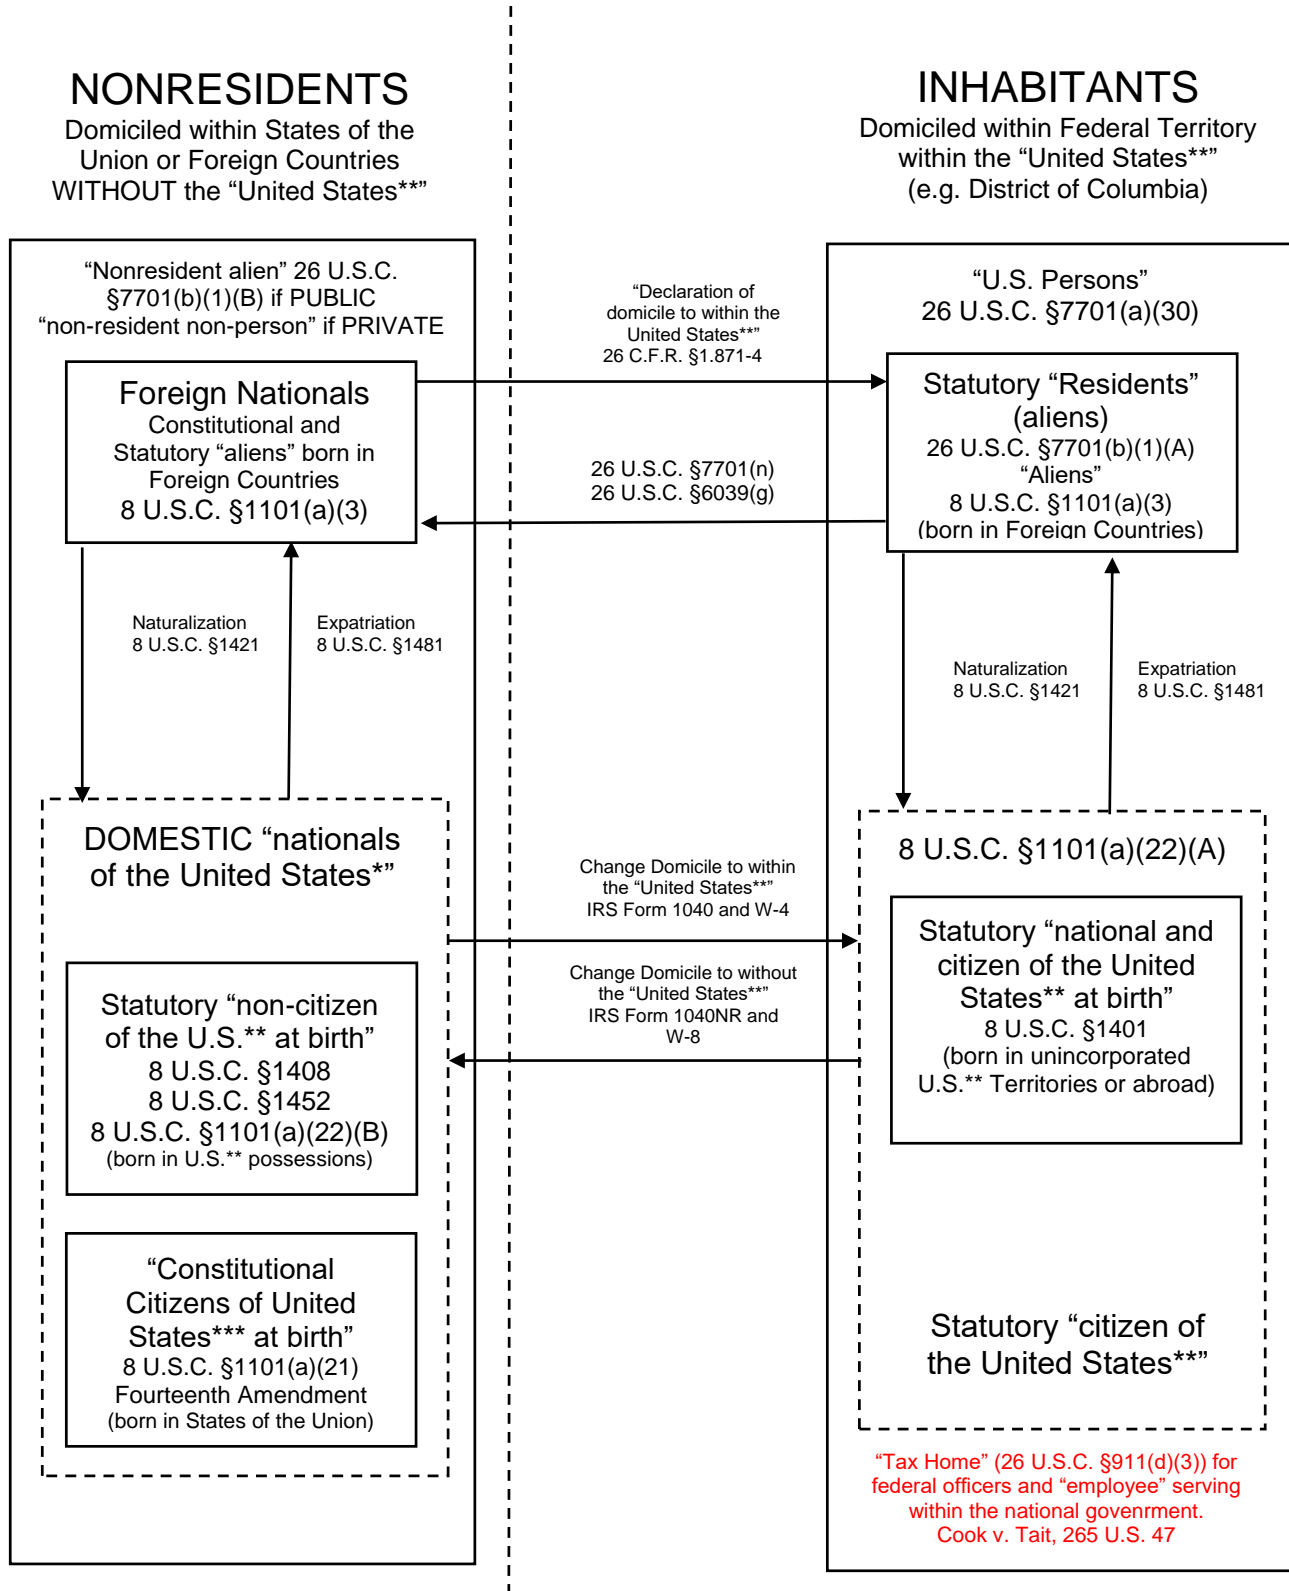 NONRESIDENTS
Domiciled within States of the
Union or Foreign Countries
WITHOUT the “United States**”
INHABITANTS
Domiciled within Federal Territory
within the “United States**”
(e.g. District of Columbia)
“Nonresident alien” 26 U.S.C.
§7701(b)(1)(B) if PUBLIC
“non-resident non-person” if PRIVATE
Foreign Nationals
Constitutional and
Statutory “aliens” born in
Foreign Countries
8 U.S.C. §1101(a)(3)
“Declaration of
domicile to within the
United States**”
26 C.F.R. §1.871-4
26 U.S.C. §7701(n)
26 U.S.C. §6039(g)
“U.S. Persons”
26 U.S.C. §7701(a)(30)
Statutory “Residents”
(aliens)
26 U.S.C. §7701(b)(1)(A)
“Aliens”
8 U.S.C. §1101(a)(3)
(born in Foreign Countries)
Naturalization
8 U.S.C. §1421
Expatriation
8 U.S.C. §1481
Naturalization
8 U.S.C. §1421
Expatriation
8 U.S.C. §1481
DOMESTIC “nationals
of the United States*”
Statutory “non-citizen
of the U.S.** at birth”
8 U.S.C. §1408
8 U.S.C. §1452
8 U.S.C. §1101(a)(22)(B)
(born in U.S.** possessions)
“Constitutional
Citizens of United
States*** at birth”
8 U.S.C. §1101(a)(21)
Fourteenth Amendment
(born in States of the Union)
Change Domicile to within
the “United States**”
IRS Form 1040 and W-4
Change Domicile to without
the “United States**”
IRS Form 1040NR and
W-8
8 U.S.C. §1101(a)(22)(A)
Statutory “national and
citizen of the United
States** at birth”
8 U.S.C. §1401
(born in unincorporated
U.S.** Territories or abroad)
Statutory “citizen of
the United States**”
“Tax Home” (26 U.S.C. §911(d)(3)) for
federal officers and “employee” serving
within the national govenrment.
Cook v. Tait, 265 U.S. 47